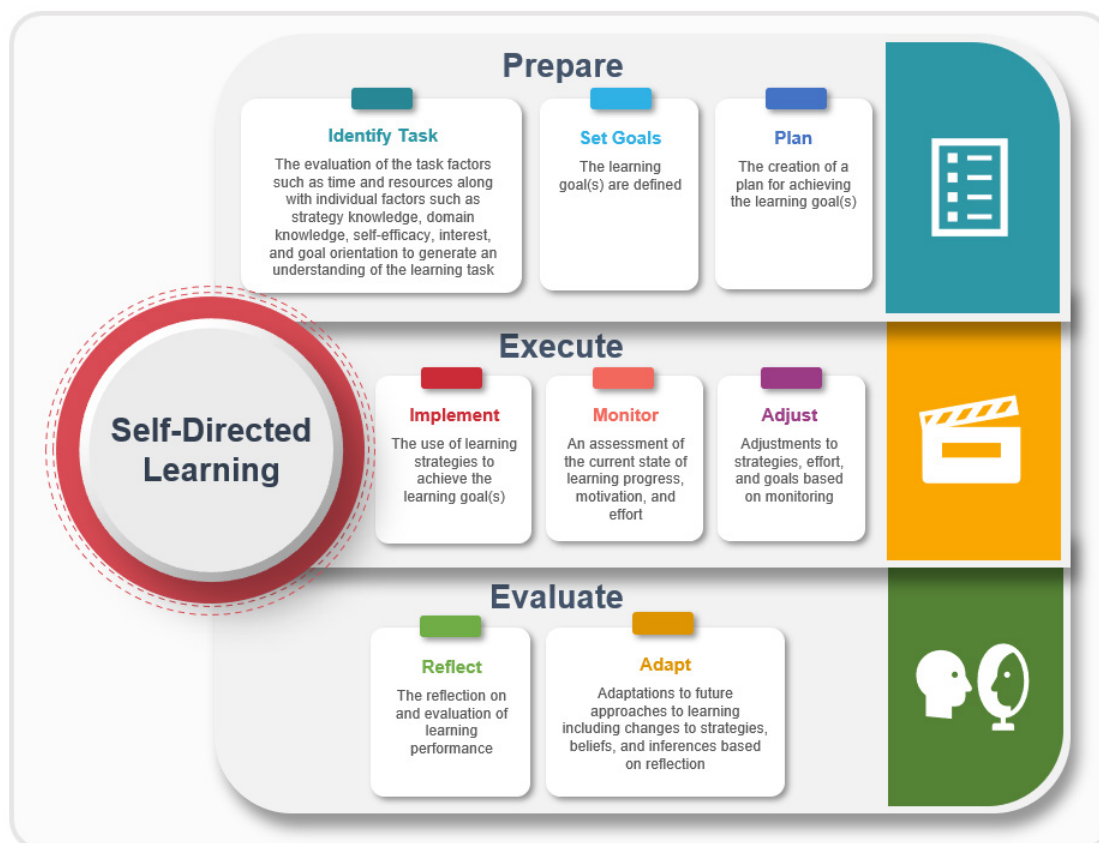 Prepare
Identify Task
The evaluation of the task factors
such as time and resources along
with individual factors such as
strategy knowledge, domain
knowledge, self-efficacy, interest,
and goal orientation to generate an
understanding of the learning task
Set Goals
The learning
goal(s) are defined
Plan
The creation of a
plan for achieving
the learning goal(s)
Self-Directed
Learning
Execute
Implement
The use of learning
strategies to
achieve the
learning goal(s)
Monitor
An assessment of
the current state of
learning progress,
motivation, and
effort
Adjust
Adjustments to
strategies, effort,
and goals based
on monitoring
Evaluate
Reflect
The reflection on
and evaluation of
learning
performance
Adapt
Adaptations to future
approaches to learning
including changes to strategies,
beliefs, and inferences based
on reflection